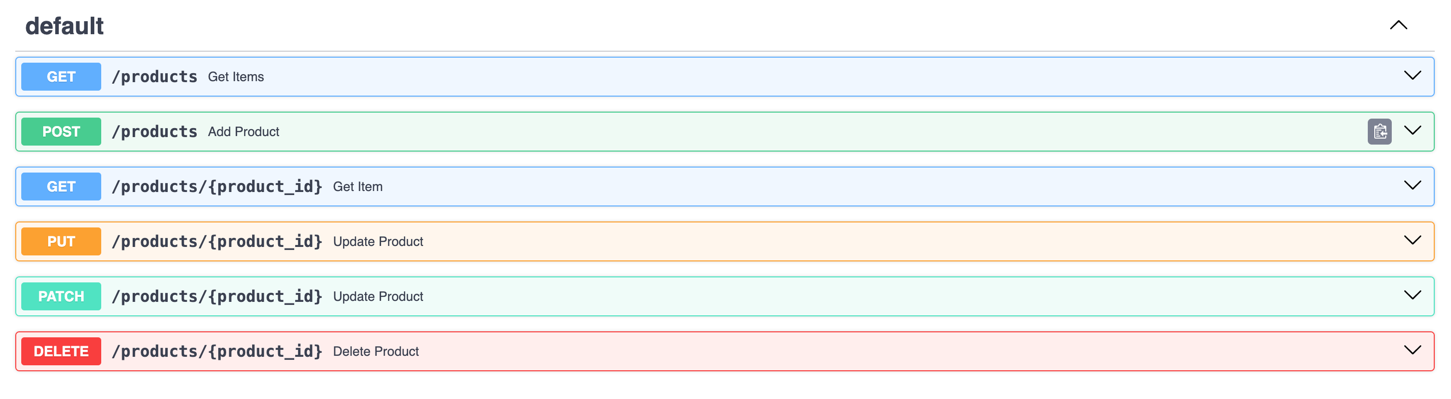 default
GET /products Get Items
POST /products Add Product
GET /products/{product_id} Get Item
PUT /products/{product_id} Update Product
PATCH /products/{product_id} Update Product
DELETE /products/{product_id} Delete Product